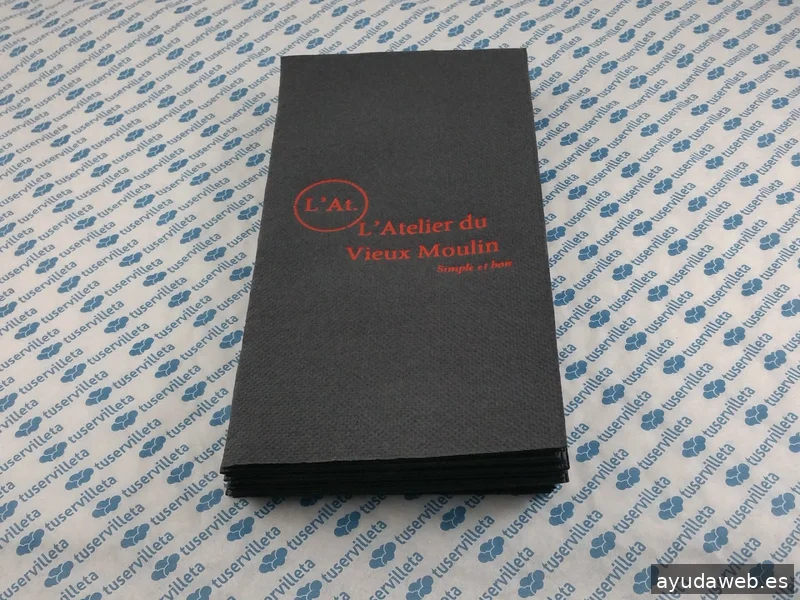 L'At.
L'Atelier du
Vieux Moulin
Simple et bon
tuservilleta
ayudaweb.es